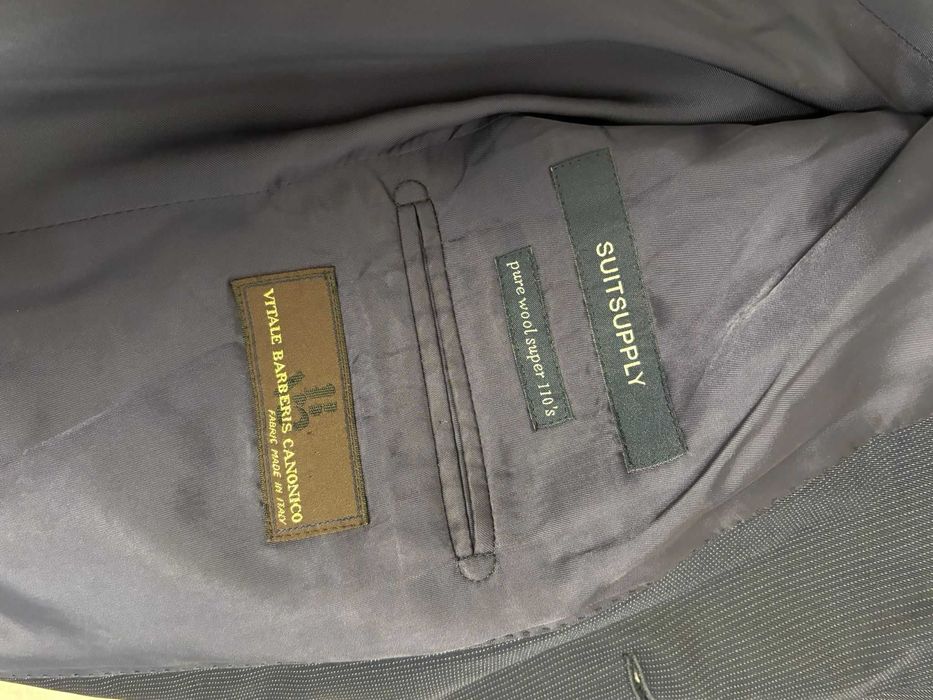 SUITSUPPLY
pure wool super 110's
VITALE BARBERIS CANONICO
FABRIC MADE IN ITALY